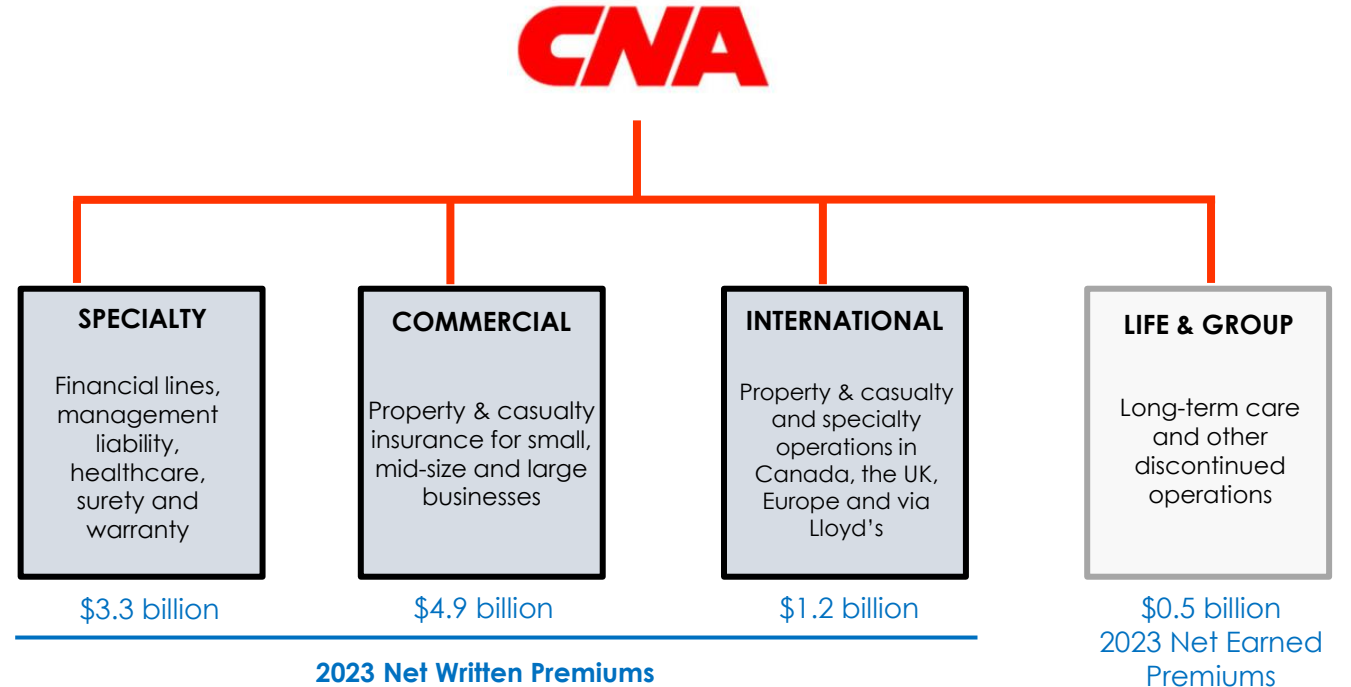 CNA
SPECIALTY
Financial lines,
management
liability,
healthcare,
surety and
warranty
$3.3 billion
COMMERCIAL
Property & casualty
insurance for small,
mid-size and large
businesses
$4.9 billion
INTERNATIONAL
Property & casualty
and specialty
operations in
Canada, the UK,
Europe and via
Lloyd’s
$1.2 billion
2023 Net Written Premiums
LIFE & GROUP
Long-term care
and other
discontinued
operations
$0.5 billion
2023 Net Earned
Premiums